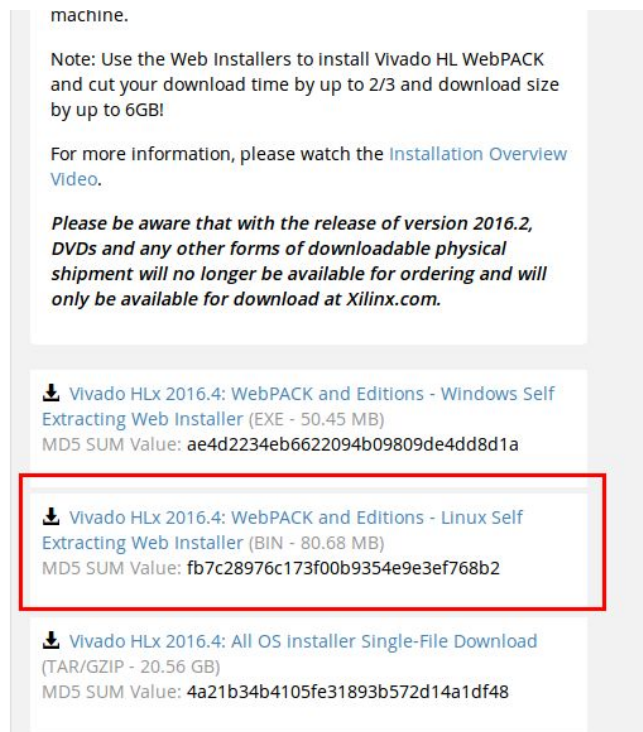 machine.
Note: Use the Web Installers to install Vivado HL WebPACK
and cut your download time by up to 2/3 and download size
by up to 6GB!
For more information, please watch the Installation Overview
Video.
Please be aware that with the release of version 2016.2,
DVDs and any other forms of downloadable physical
shipment will no longer be available for ordering and will
only be available for download at Xilinx.com.
Vivado HLx 2016.4: WebPACK and Editions - Windows Self
Extracting Web Installer (EXE - 50.45 MB)
MD5 SUM Value: ae4d2234eb6622094b09809de4dd8d1a
Vivado HLx 2016.4: WebPACK and Editions - Linux Self
Extracting Web Installer (BIN - 80.68 MB)
MD5 SUM Value: fb7c28976c173f00b9354e9e3ef768b2
Vivado HLx 2016.4: All OS installer Single-File Download
(TAR/GZIP - 20.56 GB)
MD5 SUM Value: 4a21b34b4105fe31893b572d14a1df48